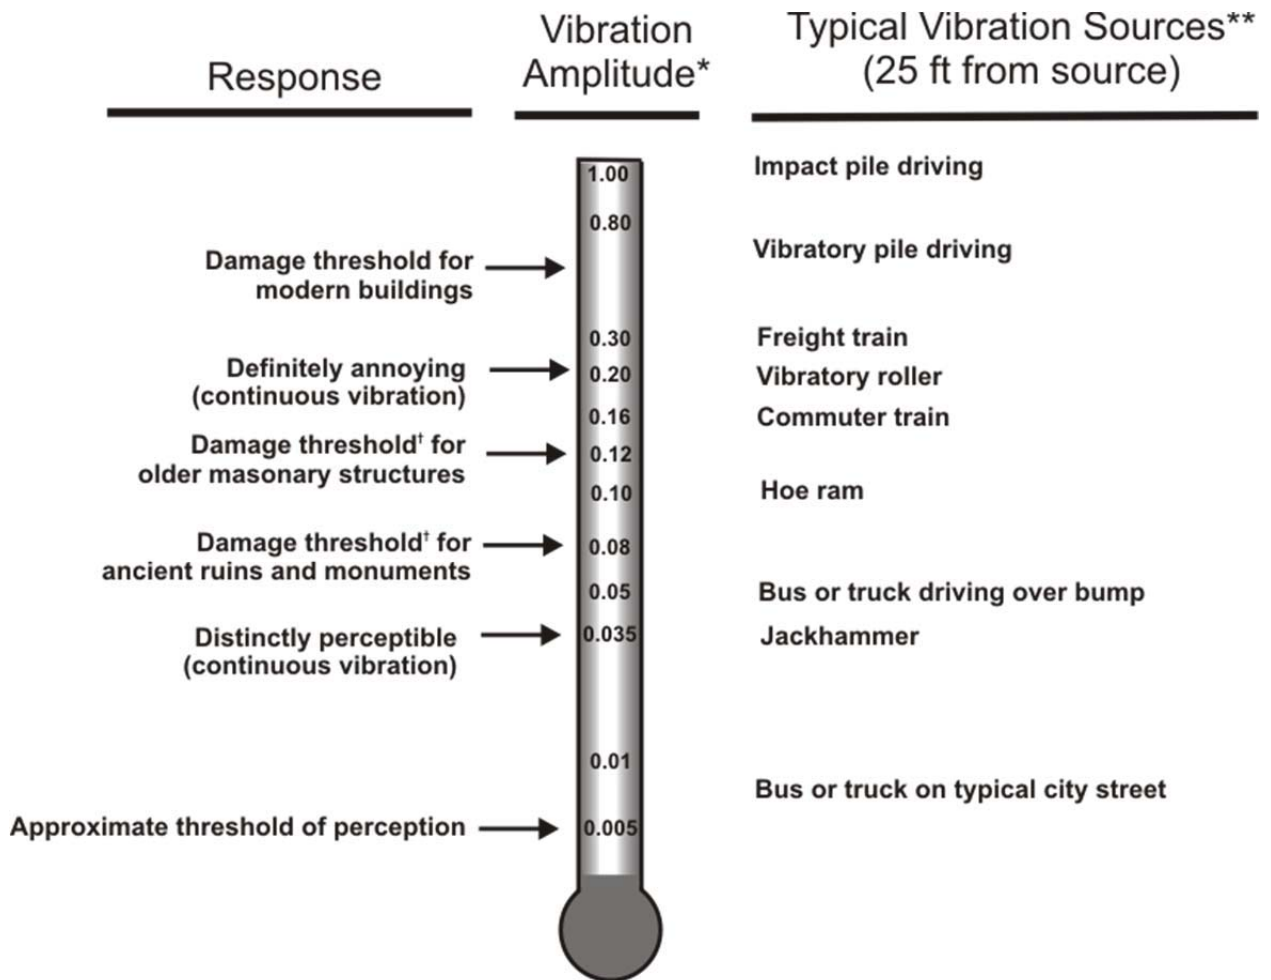 Response
Vibration
Amplitude*
Typical Vibration Sources**
(25 ft from source)
1.00
Impact pile driving
0.80
Vibratory pile driving
Damage threshold for
modern buildings
0.30
Freight train
Definitely annoying
(continuous vibration)
0.20
Vibratory roller
0.16
Commuter train
Damage threshold† for
older masonary structures
0.12
0.10
Hoe ram
Damage threshold† for
ancient ruins and monuments
0.08
0.05
Bus or truck driving over bump
Distinctly perceptible
(continuous vibration)
0.035
Jackhammer
0.01
Bus or truck on typical city street
Approximate threshold of perception
0.005